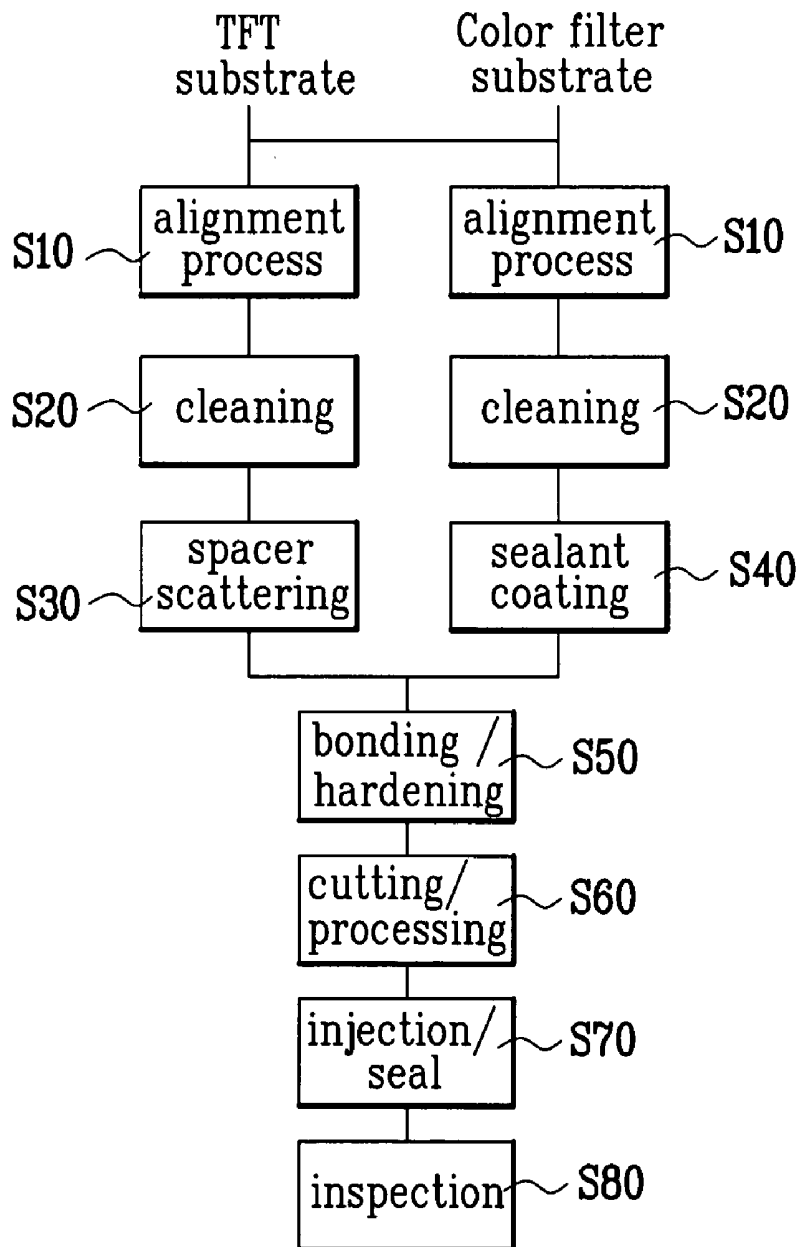 TFT
substrate
Color filter
substrate
S10
alignment
process
alignment
process
S10
S20
cleaning
cleaning
S20
S30
spacer
scattering
sealant
coating
S40
bonding /
hardening
S50
cutting/
processing
S60
injection/
seal
S70
inspection
S80